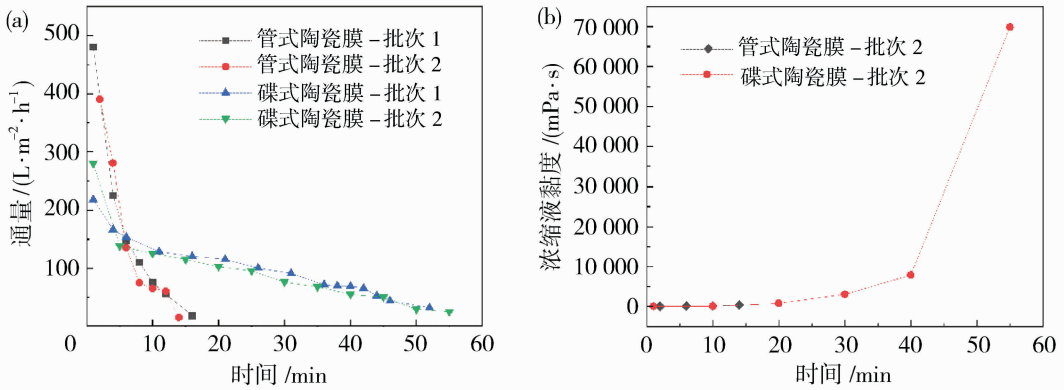 (a)
500
400
300
200
100
0
10
20
30
40
50
60
通量/(L·m⁻²·h⁻¹)
时间/min
管式陶瓷膜–批次 1
管式陶瓷膜–批次 2
碟式陶瓷膜–批次 1
碟式陶瓷膜–批次 2
(b)
70 000
60 000
50 000
40 000
30 000
20 000
10 000
0
0
10
20
30
40
50
60
浓缩液黏度/(mPa·s)
时间/min
管式陶瓷膜–批次 2
碟式陶瓷膜–批次 2